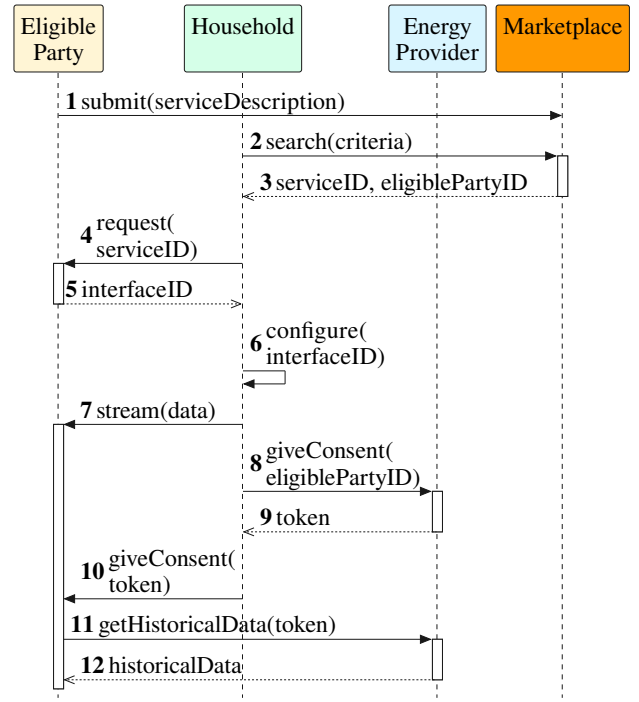 Eligible
Party
Household
Energy
Provider
Marketplace
1 submit(serviceDescription)
2 search(criteria)
3 serviceID, eligiblePartyID
4 request(
serviceID)
5 interfaceID
6 configure(
interfaceID)
7 stream(data)
8 giveConsent(
eligiblePartyID)
9 token
10 giveConsent(
token)
11 getHistoricalData(token)
12 historicalData